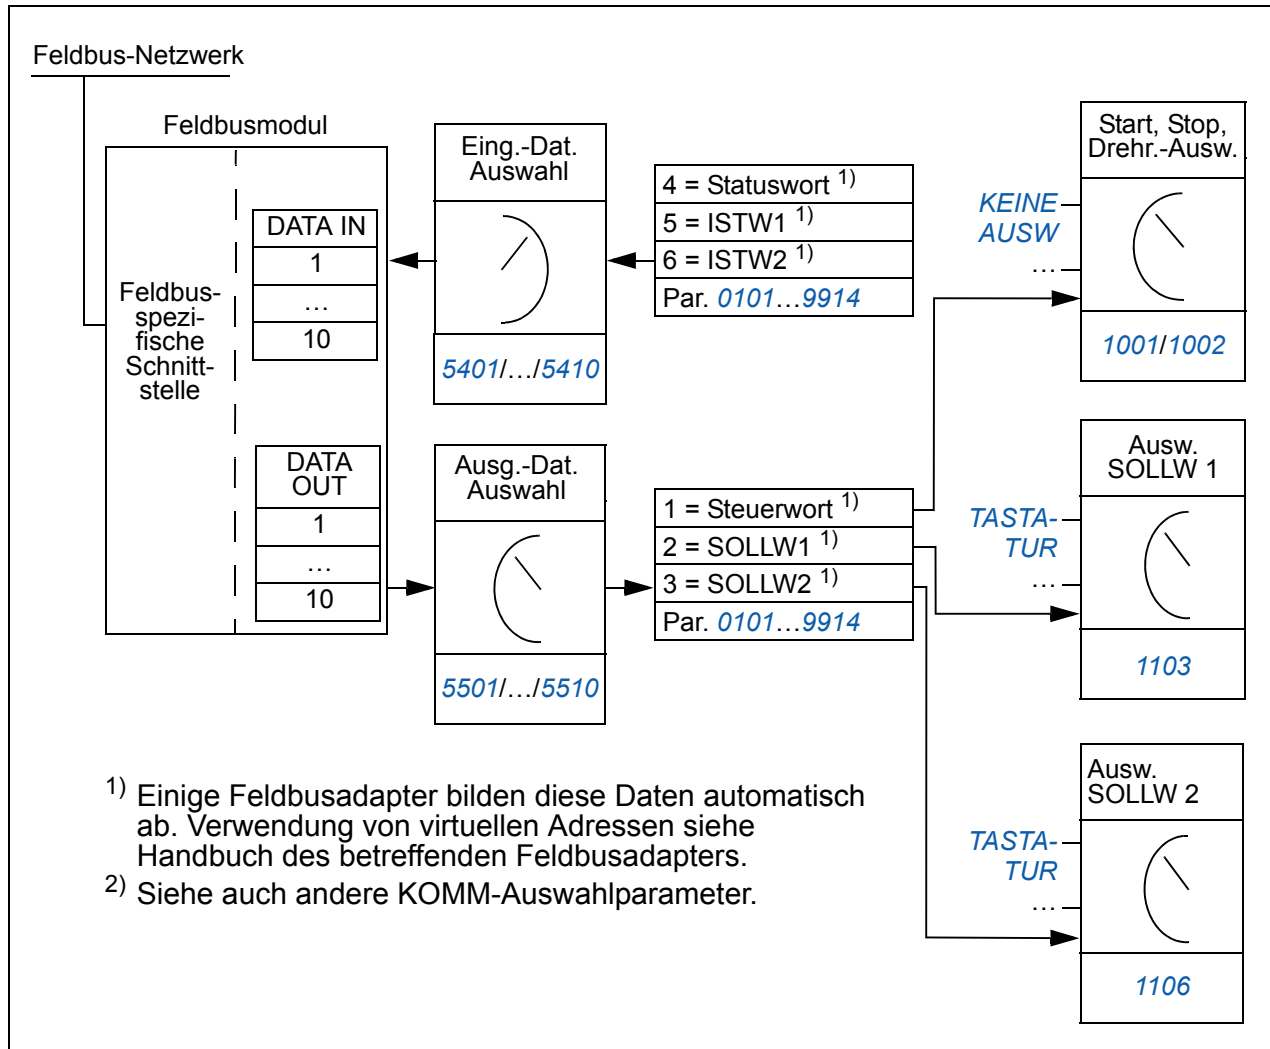 Feldbus-Netzwerk
Feldbusmodul
Feldbus-
spezi-
fische
Schnitt-
stelle
DATA IN
1
…
10
DATA
OUT
1
…
10
Eing.-Dat.
Auswahl
5401/…/5410
Ausg.-Dat.
Auswahl
5501/…/5510
4 = Statuswort 1)
5 = ISTW1 1)
6 = ISTW2 1)
Par. 0101…9914
1 = Steuerwort 1)
2 = SOLLW1 1)
3 = SOLLW2 1)
Par. 0101…9914
Start, Stop,
Drehr.-Ausw.
KEINE
AUSW
…
1001/1002
Ausw.
SOLLW 1
TASTA-
TUR
…
1103
Ausw.
SOLLW 2
TASTA-
TUR
…
1106
1) Einige Feldbusadapter bilden diese Daten automatisch
ab. Verwendung von virtuellen Adressen siehe
Handbuch des betreffenden Feldbusadapters.
2) Siehe auch andere KOMM-Auswahlparameter.